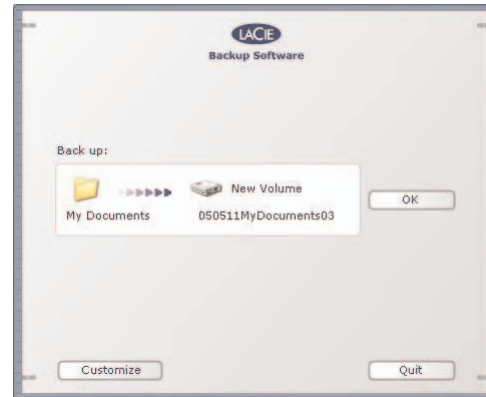 LACIE
Backup Software
Back up:
New Volume
My Documents 050511MyDocuments03
OK
Customize Quit